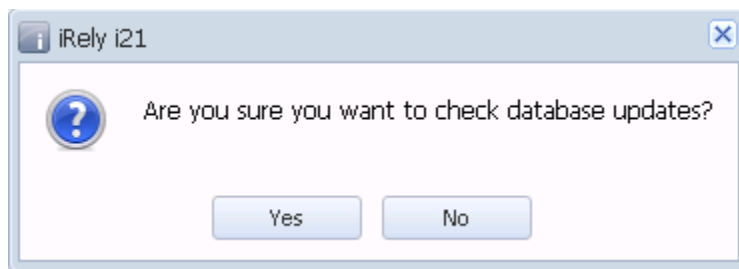 iRely i21
Are you sure you want to check database updates?
Yes
No